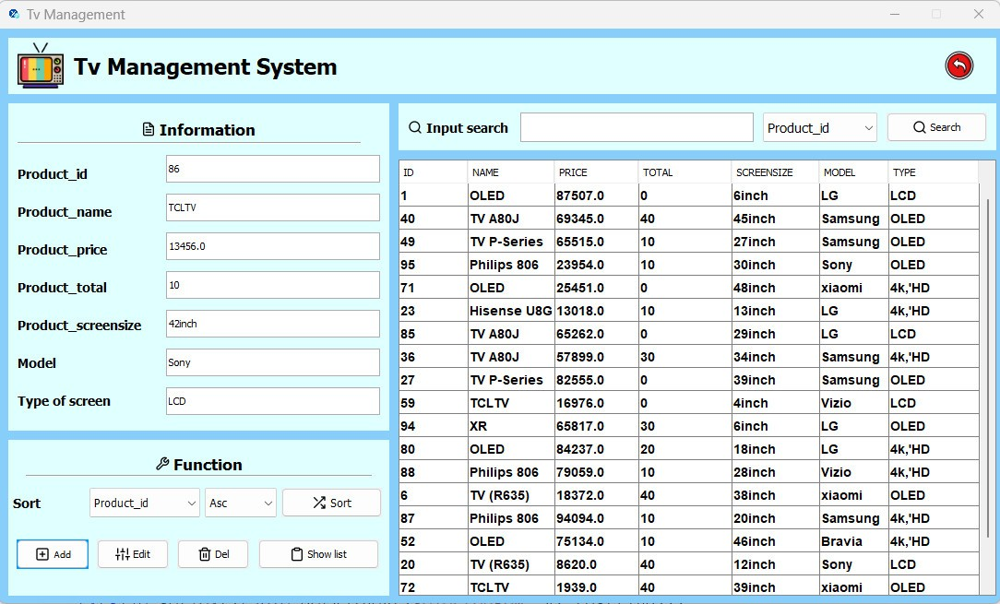 Tv Management
Tv Management System
Information
Product_id 86
Product_name TCLTV
Product_price 13456.0
Product_total 10
Product_screensize 42inch
Model Sony
Type of screen LCD
Function
Sort Product_id Asc Sort
Add Edit Del Show list
Input search Product_id Search
ID NAME PRICE TOTAL SCREENSIZE MODEL TYPE
1 OLED 87507.0 0 6inch LG LCD
40 TV A80J 69345.0 40 45inch Samsung OLED
49 TV P-Series 65515.0 10 27inch Samsung OLED
95 Philips 806 23954.0 10 30inch Sony OLED
71 OLED 25451.0 0 48inch xiaomi 4k,'HD
23 Hisense U8G 13018.0 10 13inch LG 4k,'HD
85 TV A80J 65262.0 0 29inch LG LCD
36 TV A80J 57899.0 30 34inch Samsung 4k,'HD
27 TV P-Series 82555.0 0 39inch Samsung OLED
59 TCLTV 16976.0 0 4inch Vizio LCD
94 XR 65817.0 30 6inch LG OLED
80 OLED 84237.0 20 18inch LG 4k,'HD
88 Philips 806 79059.0 10 28inch Vizio 4k,'HD
6 TV (R635) 18372.0 40 38inch xiaomi OLED
87 Philips 806 94094.0 10 20inch Samsung 4k,'HD
52 OLED 75134.0 10 46inch Bravia 4k,'HD
20 TV (R635) 8620.0 40 12inch Sony LCD
72 TCLTV 1939.0 40 39inch xiaomi OLED